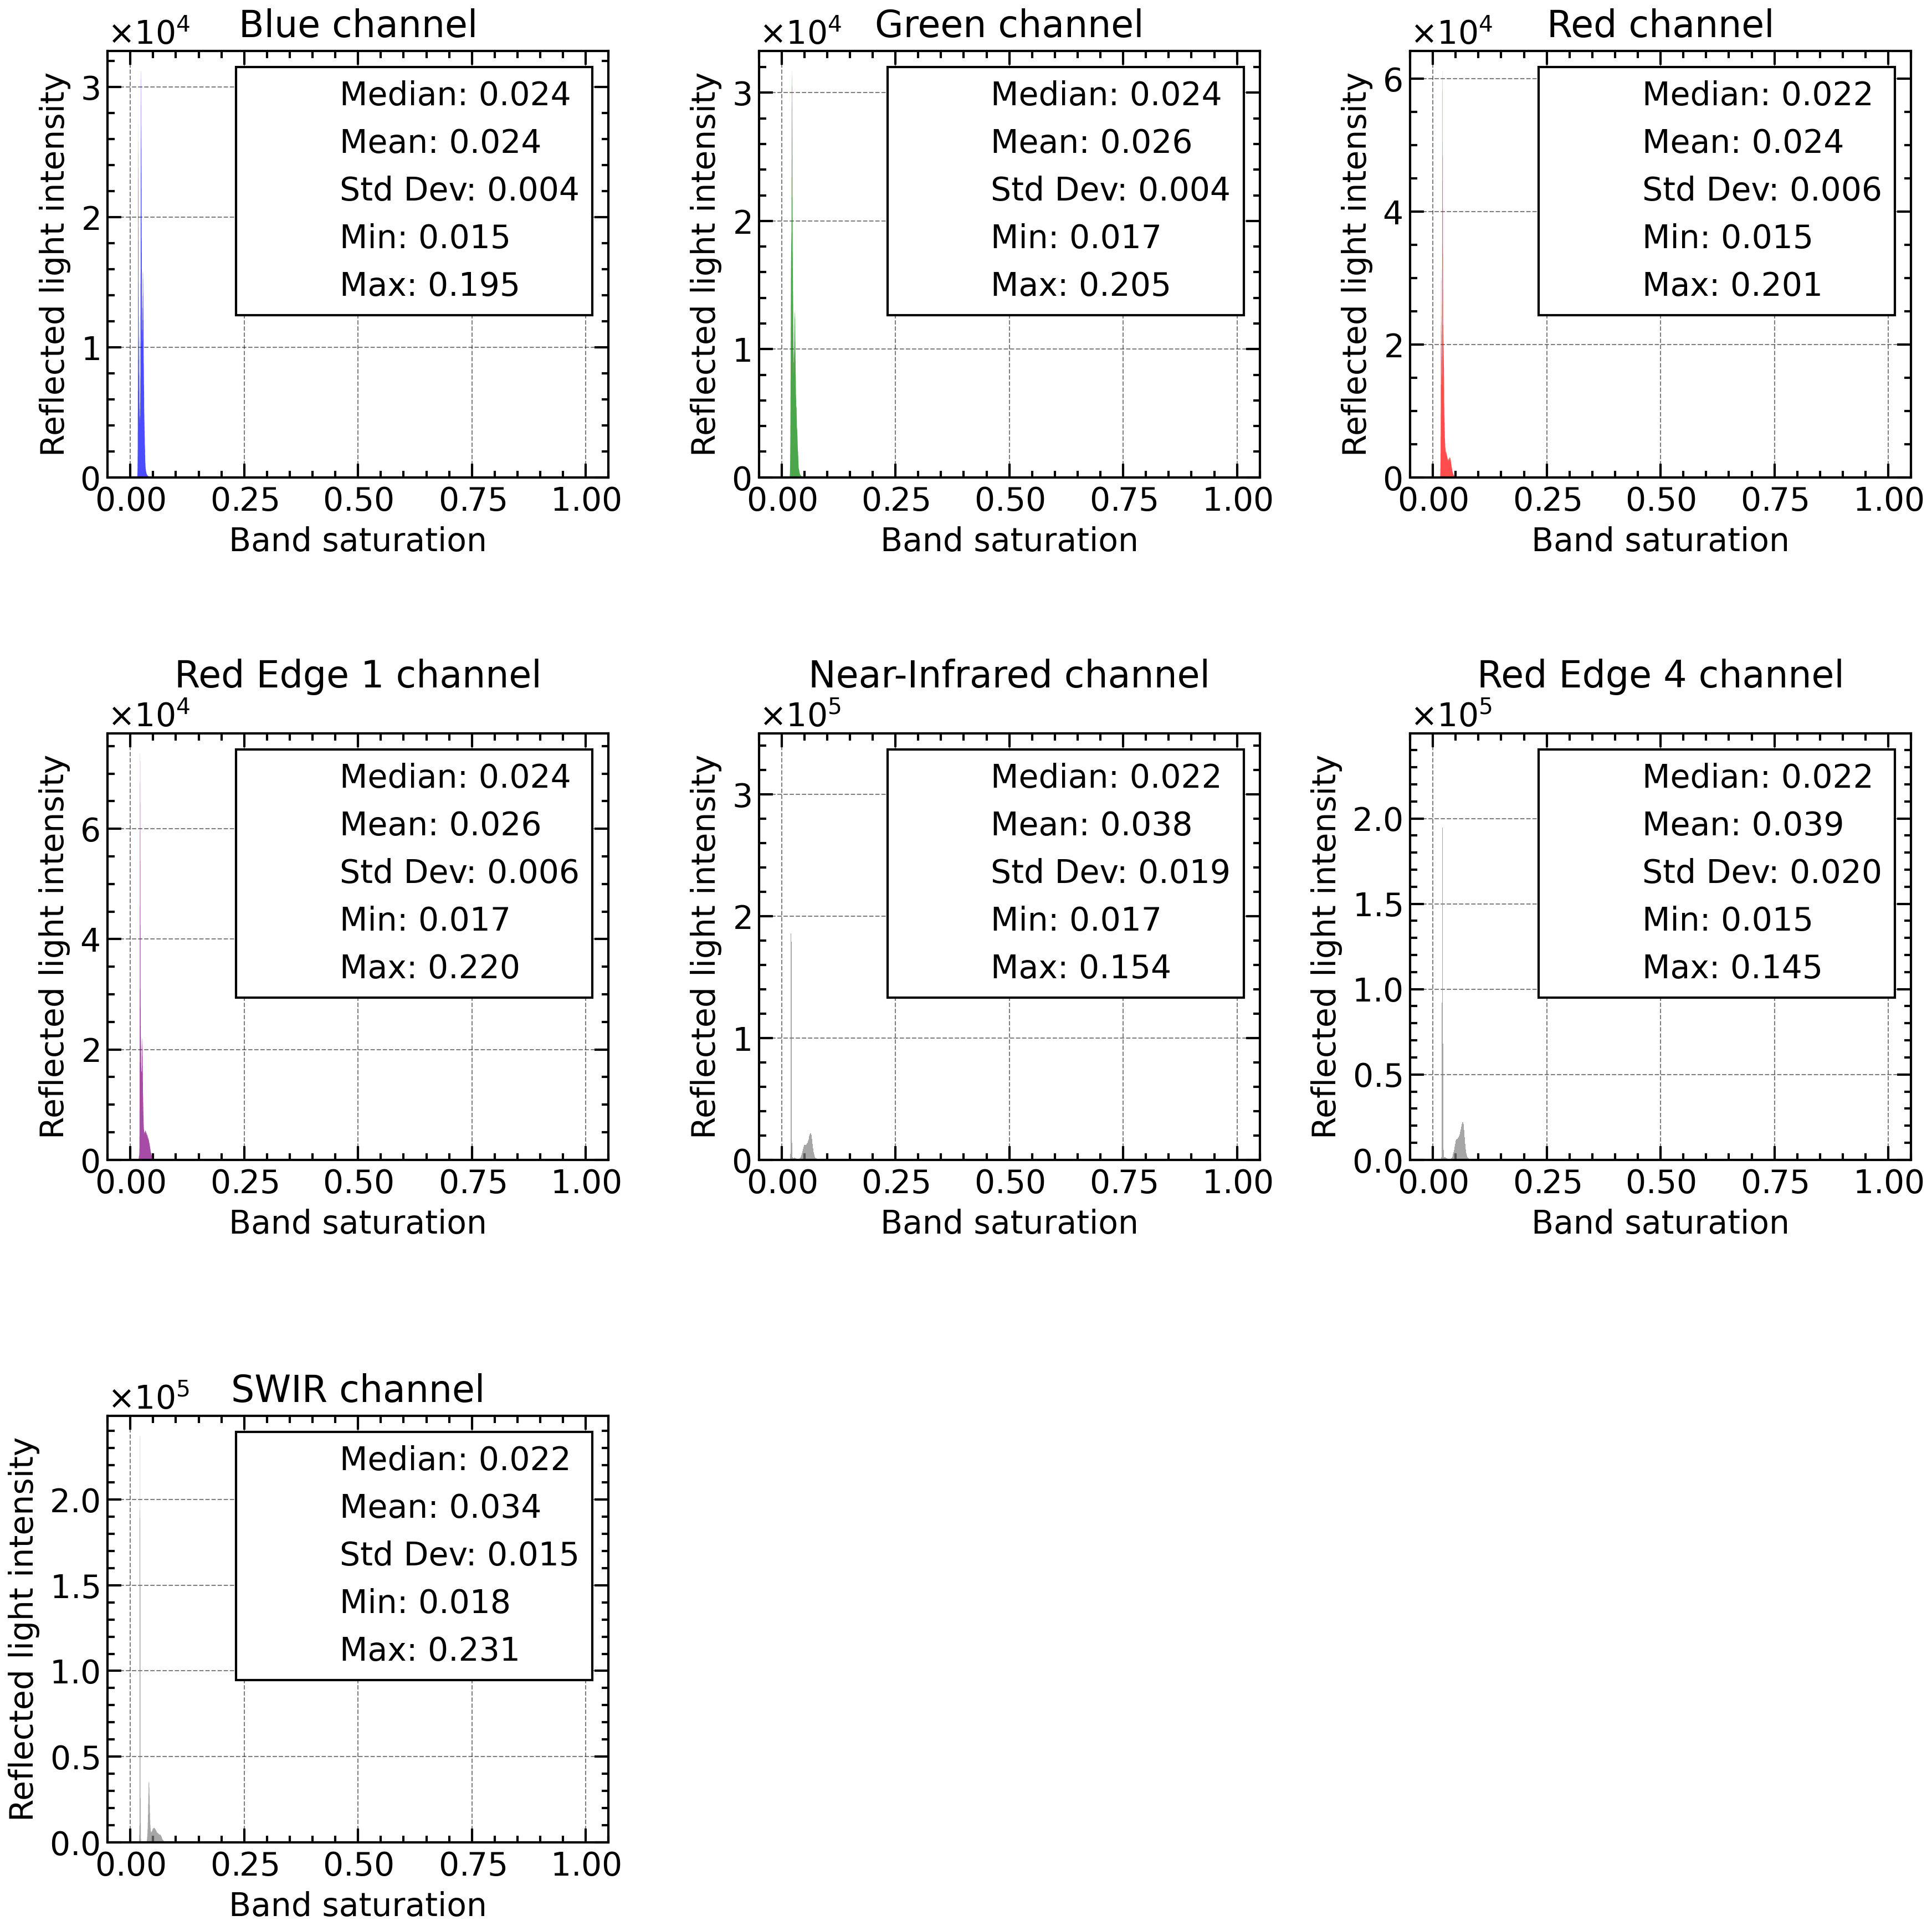 ×10⁴ Blue channel
Reflected light intensity
3
2
1
0
Median: 0.024
Mean: 0.024
Std Dev: 0.004
Min: 0.015
Max: 0.195
0.00 0.25 0.50 0.75 1.00
Band saturation
×10⁴ Green channel
Reflected light intensity
3
2
1
0
Median: 0.024
Mean: 0.026
Std Dev: 0.004
Min: 0.017
Max: 0.205
0.00 0.25 0.50 0.75 1.00
Band saturation
×10⁴ Red channel
Reflected light intensity
6
4
2
0
Median: 0.022
Mean: 0.024
Std Dev: 0.006
Min: 0.015
Max: 0.201
0.00 0.25 0.50 0.75 1.00
Band saturation
Red Edge 1 channel
×10⁴
Reflected light intensity
6
4
2
0
Median: 0.024
Mean: 0.026
Std Dev: 0.006
Min: 0.017
Max: 0.220
0.00 0.25 0.50 0.75 1.00
Band saturation
Near-Infrared channel
×10⁵
Reflected light intensity
3
2
1
0
Median: 0.022
Mean: 0.038
Std Dev: 0.019
Min: 0.017
Max: 0.154
0.00 0.25 0.50 0.75 1.00
Band saturation
Red Edge 4 channel
×10⁵
Reflected light intensity
2.0
1.5
1.0
0.5
0.0
Median: 0.022
Mean: 0.039
Std Dev: 0.020
Min: 0.015
Max: 0.145
0.00 0.25 0.50 0.75 1.00
Band saturation
×10⁵ SWIR channel
Reflected light intensity
2.0
1.5
1.0
0.5
0.0
Median: 0.022
Mean: 0.034
Std Dev: 0.015
Min: 0.018
Max: 0.231
0.00 0.25 0.50 0.75 1.00
Band saturation